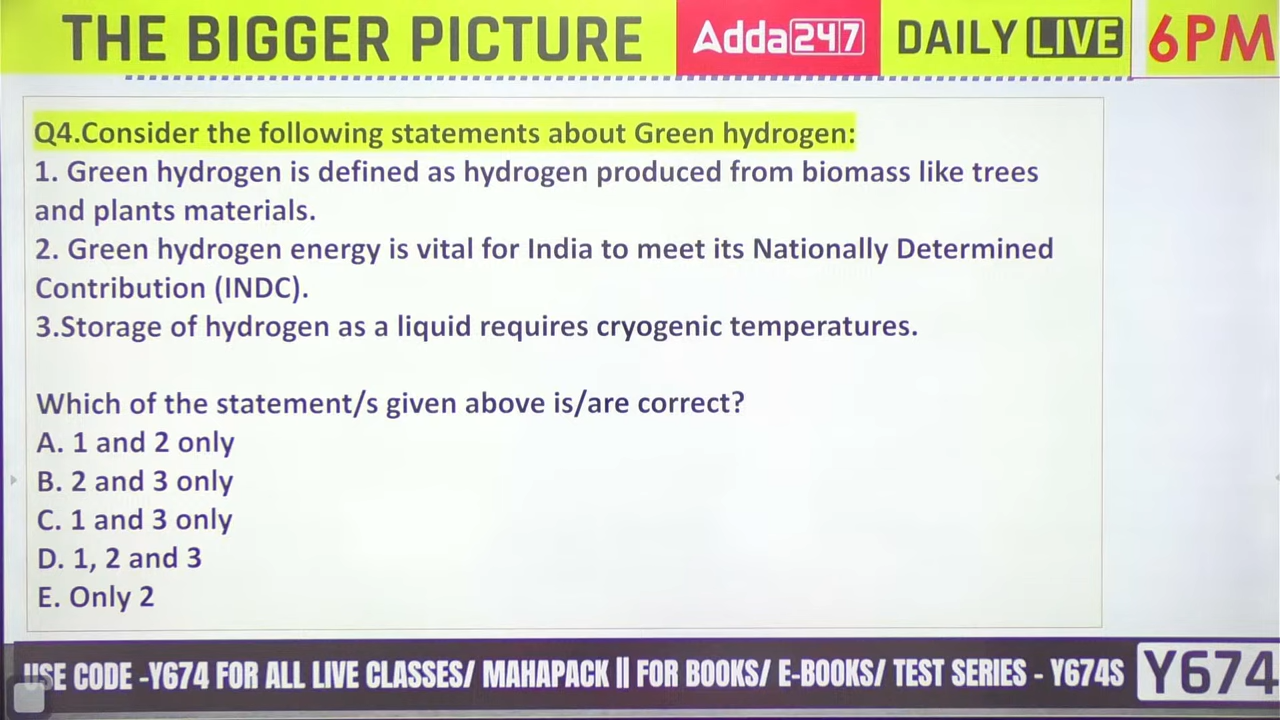 THE BIGGER PICTURE Adda247 DAILY LIVE 6PM
Q4.Consider the following statements about Green hydrogen:
1. Green hydrogen is defined as hydrogen produced from biomass like trees
and plants materials.
2. Green hydrogen energy is vital for India to meet its Nationally Determined
Contribution (INDC).
3.Storage of hydrogen as a liquid requires cryogenic temperatures.
Which of the statement/s given above is/are correct?
A. 1 and 2 only
B. 2 and 3 only
C. 1 and 3 only
D. 1, 2 and 3
E. Only 2
USE CODE -Y674 FOR ALL LIVE CLASSES/ MAHAPACK || FOR BOOKS/ E-BOOKS/ TEST SERIES - Y674S Y674